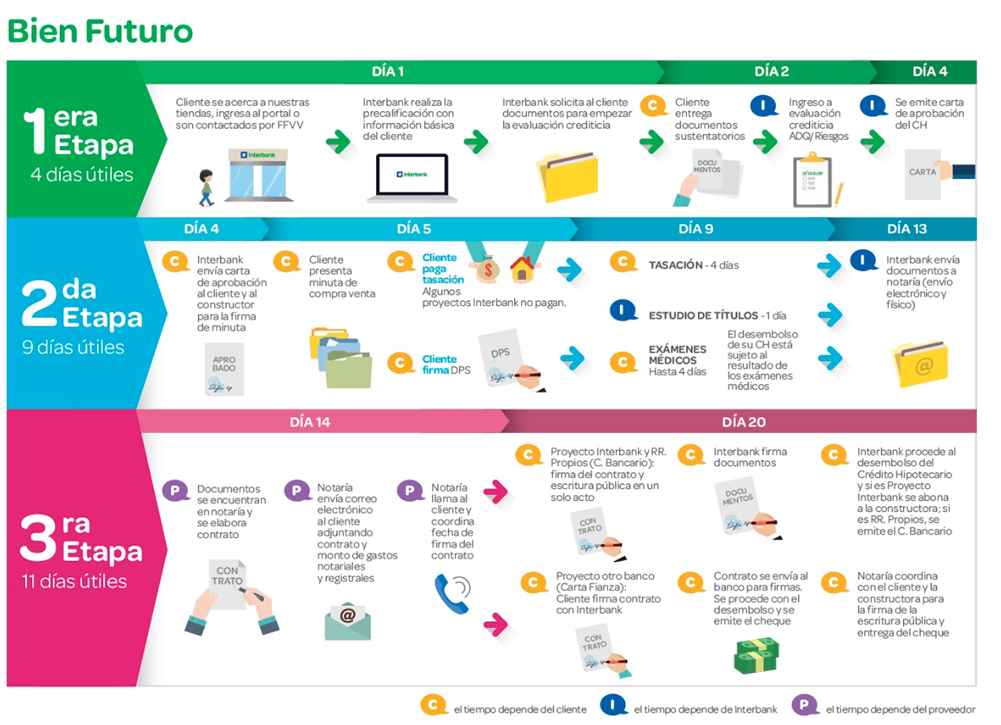 Bien Futuro
1era
Etapa
4 días útiles
DÍA 1
DÍA 2
DÍA 4
Cliente se acerca a nuestras
tiendas, ingresa al portal o
son contactados por FFVV
Interbank
Interbank realiza la
precalificación con
información básica
del cliente
Interbank
Interbank solicita al cliente
documentos para empezar
la evaluación crediticia
C
Cliente
entrega
documentos
sustentatorios
DOCU
MENTOS
I
Ingreso a
evaluación
crediticia
ADQ/Riesgos
I
Se emite carta
de aprobación
del CH
CARTA
2da
Etapa
9 días útiles
DÍA 4
DÍA 5
DÍA 9
DÍA 13
C
Interbank
envía carta
de aprobación
al cliente y al
constructor
para la firma
de minuta
APRO
BADO
C
Cliente
presenta
minuta de
compra venta
C
Cliente
paga
tasación
Algunos
proyectos Interbank no pagan.
$
C
Cliente
firma DPS
DPS
C
TASACIÓN - 4 días
I
ESTUDIO DE TÍTULOS - 1 día
C
EXÁMENES
MÉDICOS
Hasta 4 días
El desembolso
de su CH está
sujeto al
resultado de
los exámenes
médicos
I
Interbank envía
documentos a
notaría (envío
electrónico y
físico)
@
3ra
Etapa
11 días útiles
DÍA 14
DÍA 20
P
Documentos
se encuentran
en notaría y
se elabora
contrato
CON
TRATO
P
Notaría
envía correo
electrónico
al cliente
adjuntando
contrato y
monto de gastos
notariales
y registrales
@
P
Notaría
llama al
cliente y
coordina
fecha de
firma del
contrato
C
Proyecto Interbank y RR.
Propios (C. Bancario):
firma del contrato y
escritura pública en un
solo acto
CON
TRATO
C
Interbank firma
documentos
DOCU
MENTOS
C
Interbank procede al
desembolso del
Crédito Hipotecario
y si es Proyecto
Interbank se abona
a la constructora; si
es RR. Propios, se
emite el C. Bancario
C
Proyecto otro banco
(Carta Fianza):
Cliente firma contrato
con Interbank
CON
TRATO
C
Contrato se envía al
banco para firmas.
Se procede con el
desembolso y se
emite el cheque
C
Notaría coordina
con el cliente y la
constructora para
la firma de la
escritura pública y
entrega del cheque
C el tiempo depende del cliente
I el tiempo depende de Interbank
P el tiempo depende del proveedor